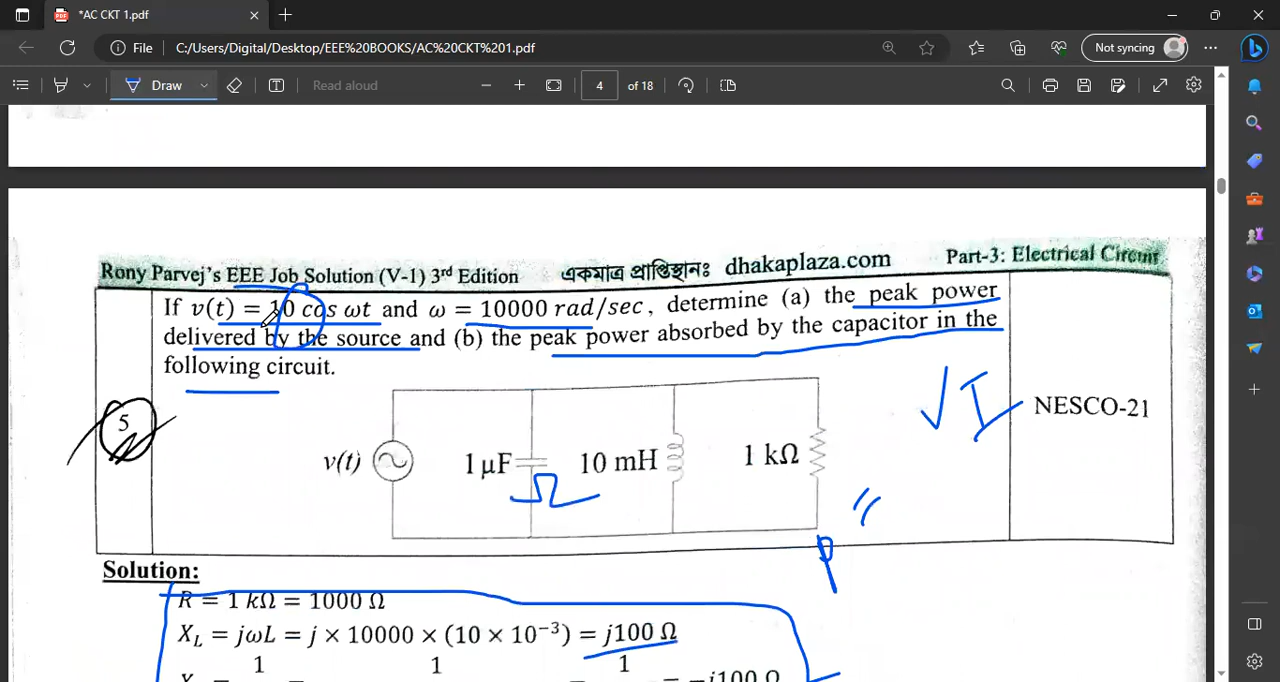 *AC CKT 1.pdf
File C:/Users/Digital/Desktop/EEE%20BOOKS/AC%20CKT%201.pdf Not syncing
Draw Read aloud 4 of 18
Rony Parvej's EEE Job Solution (V-1) 3rd Edition একমাত্র প্রাপ্তিস্থানঃ dhakaplaza.com Part-3: Electrical Circuit
If v(t) = 10 cos ωt and ω = 10000 rad/sec, determine (a) the peak power
delivered by the source and (b) the peak power absorbed by the capacitor in the
following circuit.
5
V I
NESCO-21
v(t) 1 μF 10 mH 1 kΩ
P
Solution:
R = 1 kΩ = 1000 Ω
X_L = jωL = j × 10000 × (10 × 10⁻³) = j100 Ω
1 1 1
= = = = −j100 Ω